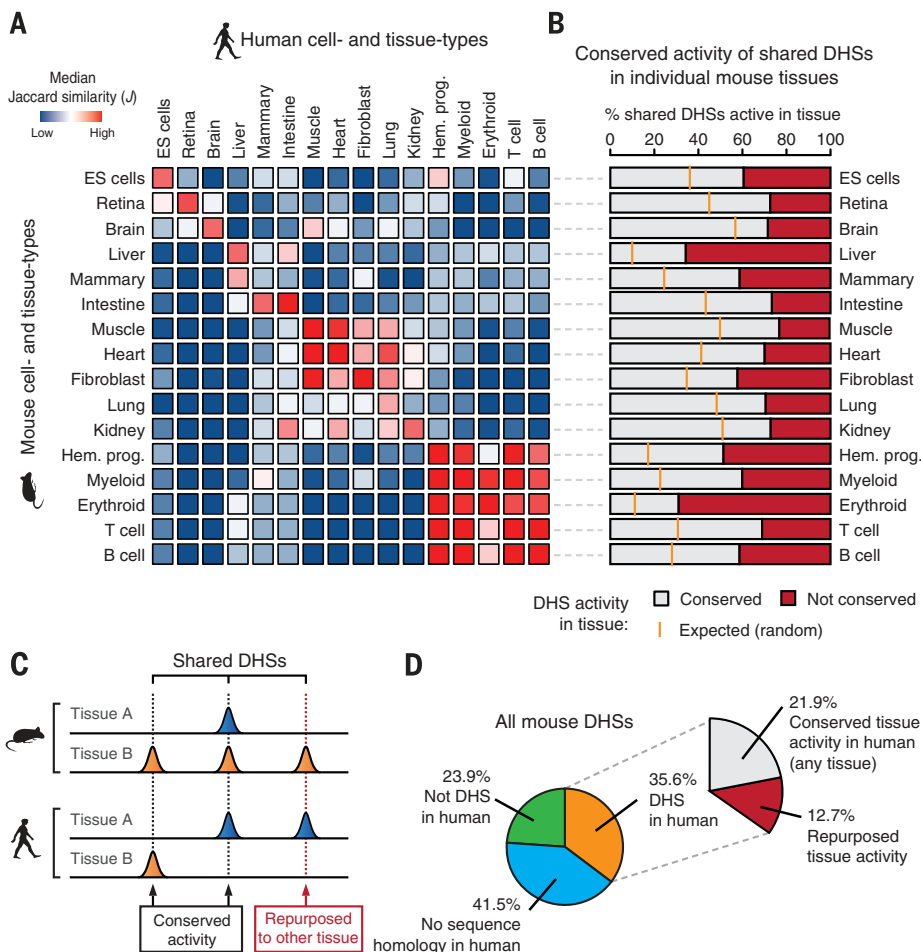 A
Human cell- and tissue-types
Median
Jaccard similarity (J)
Low
High
ES cells
Retina
Brain
Liver
Mammary
Intestine
Muscle
Heart
Fibroblast
Lung
Kidney
Hem. prog.
Myeloid
Erythroid
T cell
B cell
Mouse cell- and tissue-types
ES cells
Retina
Brain
Liver
Mammary
Intestine
Muscle
Heart
Fibroblast
Lung
Kidney
Hem. prog.
Myeloid
Erythroid
T cell
B cell
B
Conserved activity of shared DHSs
in individual mouse tissues
% shared DHSs active in tissue
0 20 40 60 80 100
ES cells
Retina
Brain
Liver
Mammary
Intestine
Muscle
Heart
Fibroblast
Lung
Kidney
Hem. prog.
Myeloid
Erythroid
T cell
B cell
DHS activity
in tissue:
Conserved
Not conserved
Expected (random)
C
Shared DHSs
Tissue A
Tissue B
Tissue A
Tissue B
Conserved
activity
Repurposed
to other tissue
D
All mouse DHSs
23.9%
Not DHS
in human
35.6%
DHS
in human
41.5%
No sequence
homology in human
21.9%
Conserved tissue
activity in human
(any tissue)
12.7%
Repurposed
tissue activity